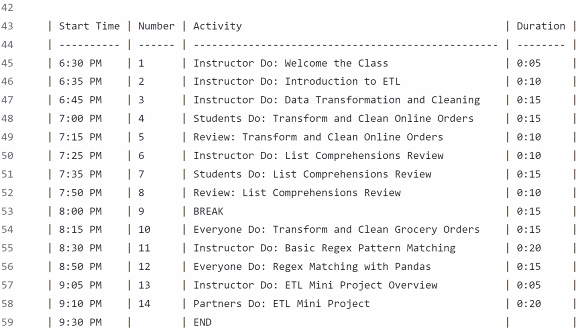 42
43 | Start Time | Number | Activity | Duration |
44 | ---------- | ------ | ----------------------------------------------- | -------- |
45 | 6:30 PM | 1 | Instructor Do: Welcome the Class | 0:05 |
46 | 6:35 PM | 2 | Instructor Do: Introduction to ETL | 0:10 |
47 | 6:45 PM | 3 | Instructor Do: Data Transformation and Cleaning | 0:15 |
48 | 7:00 PM | 4 | Students Do: Transform and Clean Online Orders | 0:15 |
49 | 7:15 PM | 5 | Review: Transform and Clean Online Orders | 0:10 |
50 | 7:25 PM | 6 | Instructor Do: List Comprehensions Review | 0:10 |
51 | 7:35 PM | 7 | Students Do: List Comprehensions Review | 0:15 |
52 | 7:50 PM | 8 | Review: List Comprehensions Review | 0:10 |
53 | 8:00 PM | 9 | BREAK | 0:15 |
54 | 8:15 PM | 10 | Everyone Do: Transform and Clean Grocery Orders | 0:15 |
55 | 8:30 PM | 11 | Instructor Do: Basic Regex Pattern Matching | 0:20 |
56 | 8:50 PM | 12 | Everyone Do: Regex Matching with Pandas | 0:15 |
57 | 9:05 PM | 13 | Instructor Do: ETL Mini Project Overview | 0:05 |
58 | 9:10 PM | 14 | Partners Do: ETL Mini Project | 0:20 |
59 | 9:30 PM | | END | |